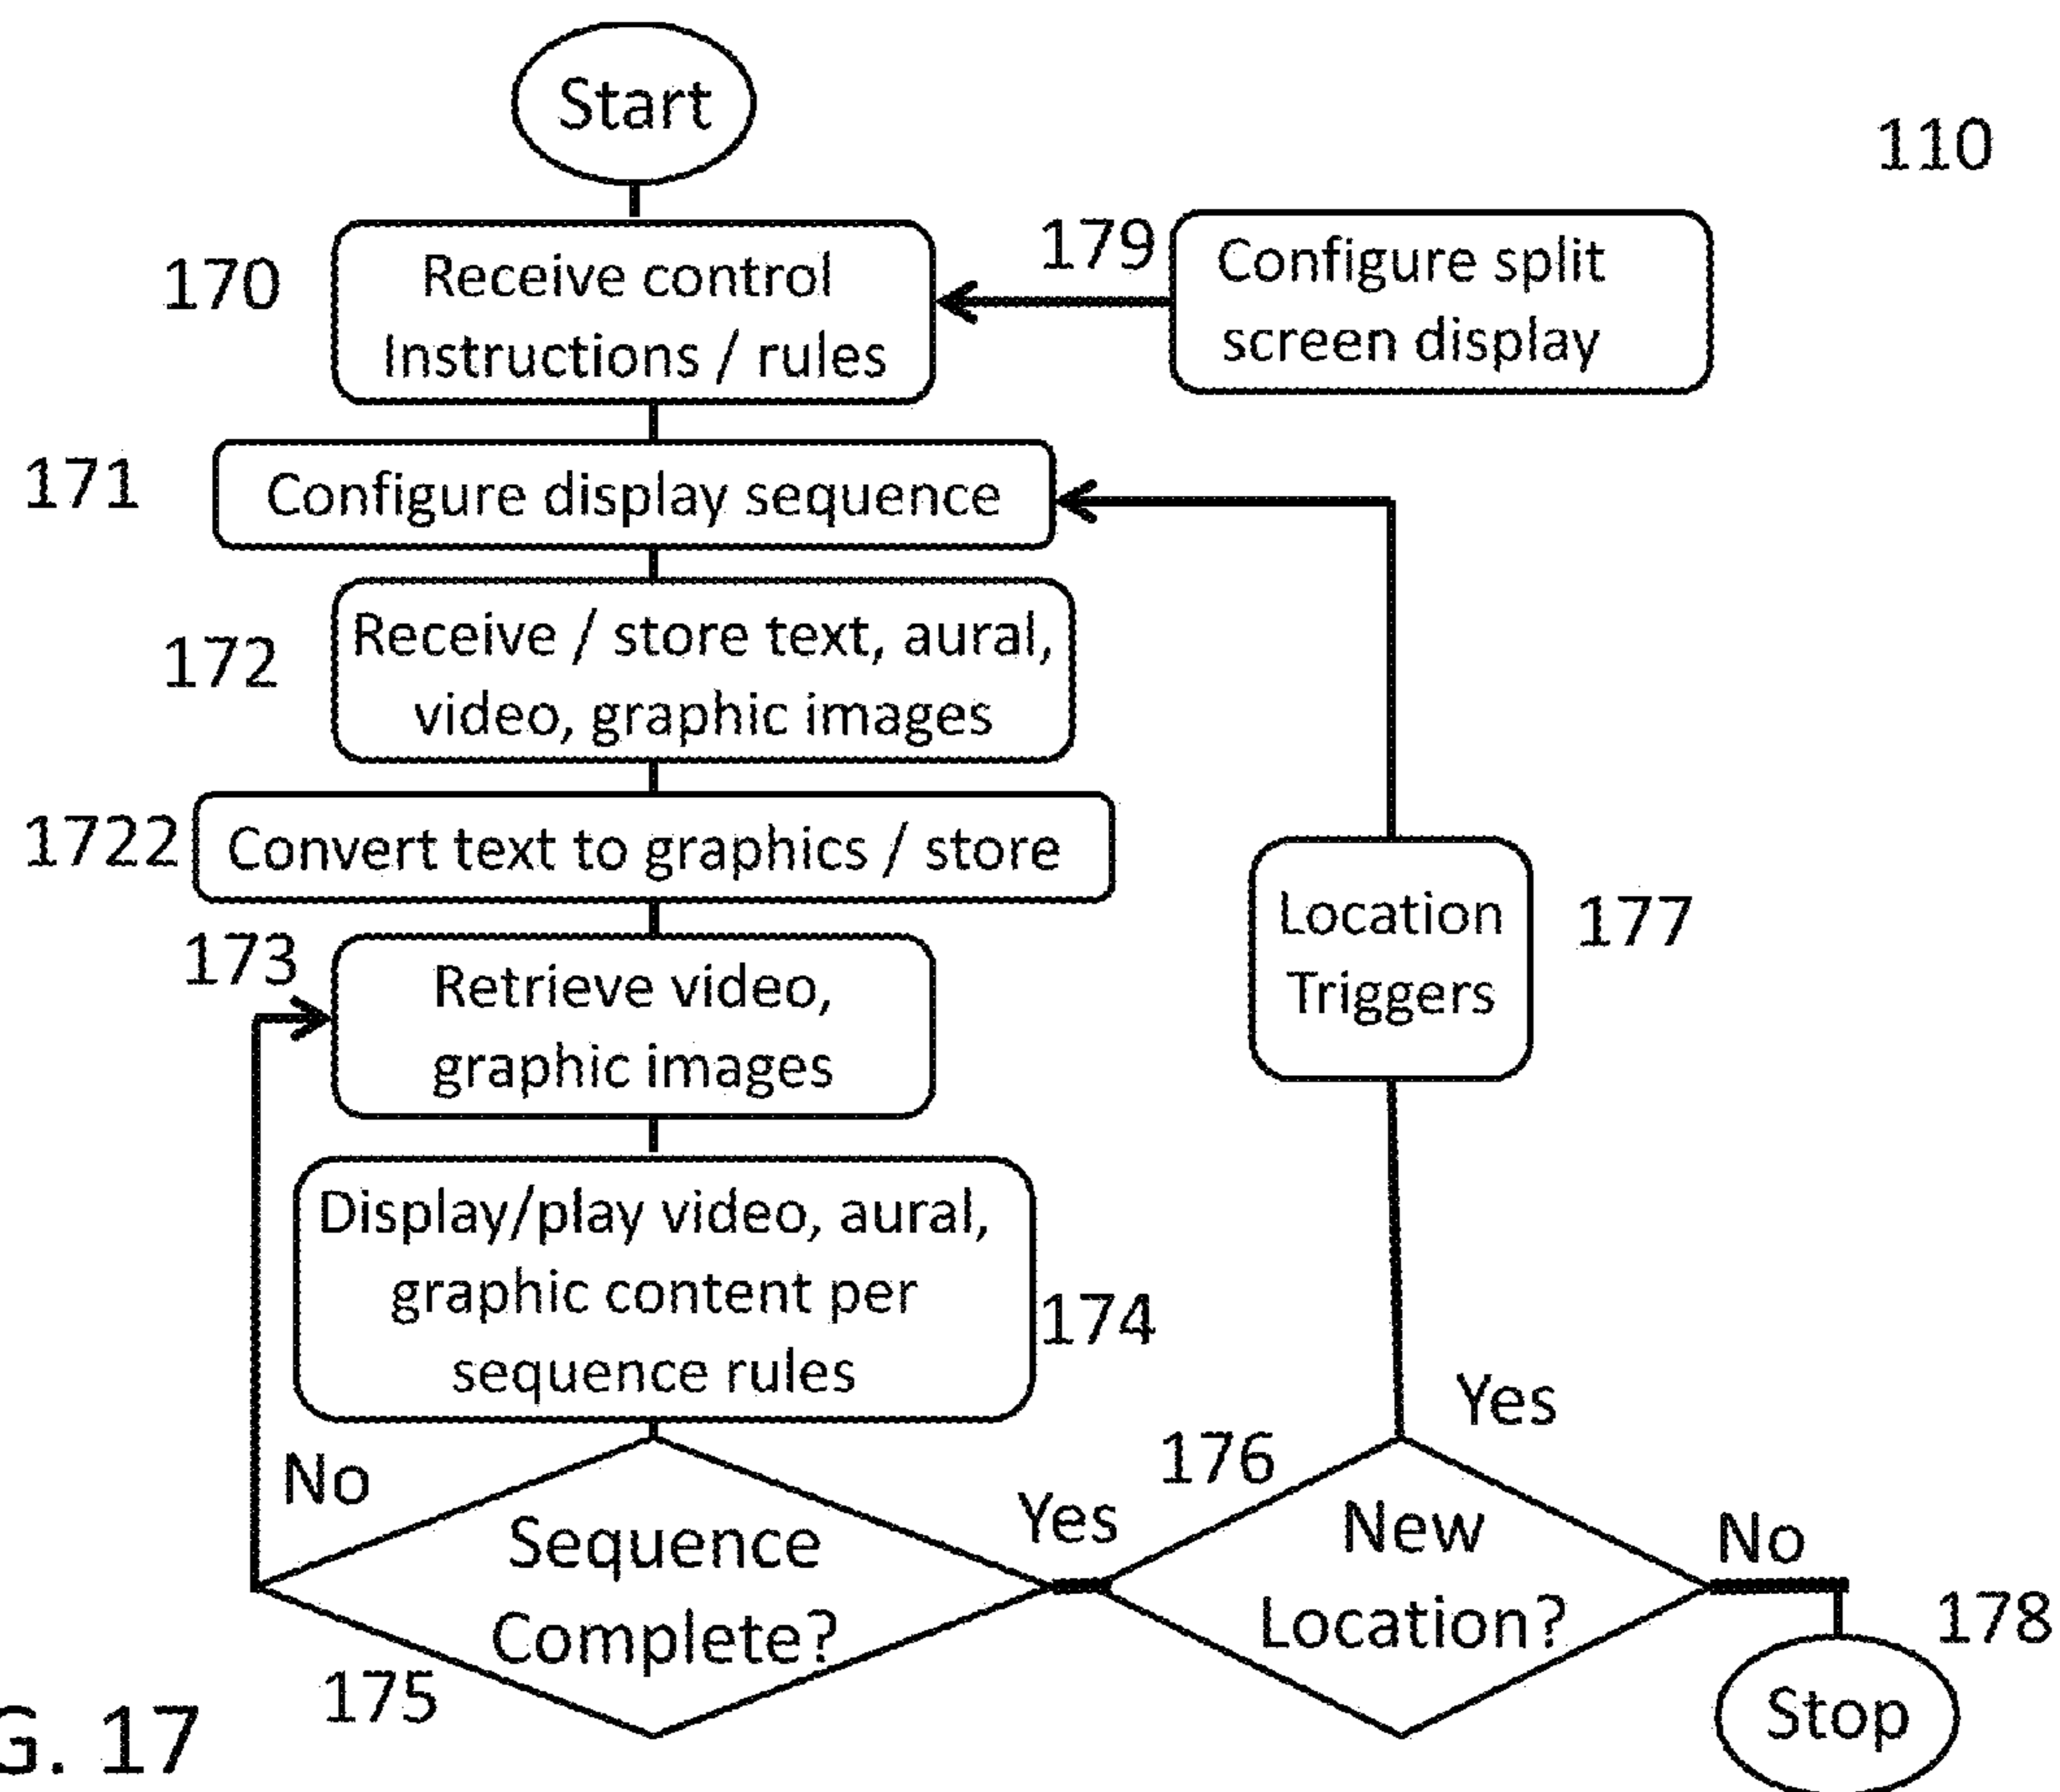 Start
110
170
Receive control
Instructions / rules
179
Configure split
screen display
171
Configure display sequence
172
Receive / store text, aural,
video, graphic images
1722
Convert text to graphics / store
173
Retrieve video,
graphic images
Location
Triggers
177
Display/play video, aural,
graphic content per
sequence rules
174
No
Sequence
Complete?
175
Yes
176
New
Location?
Yes
No
178
Stop
G. 17